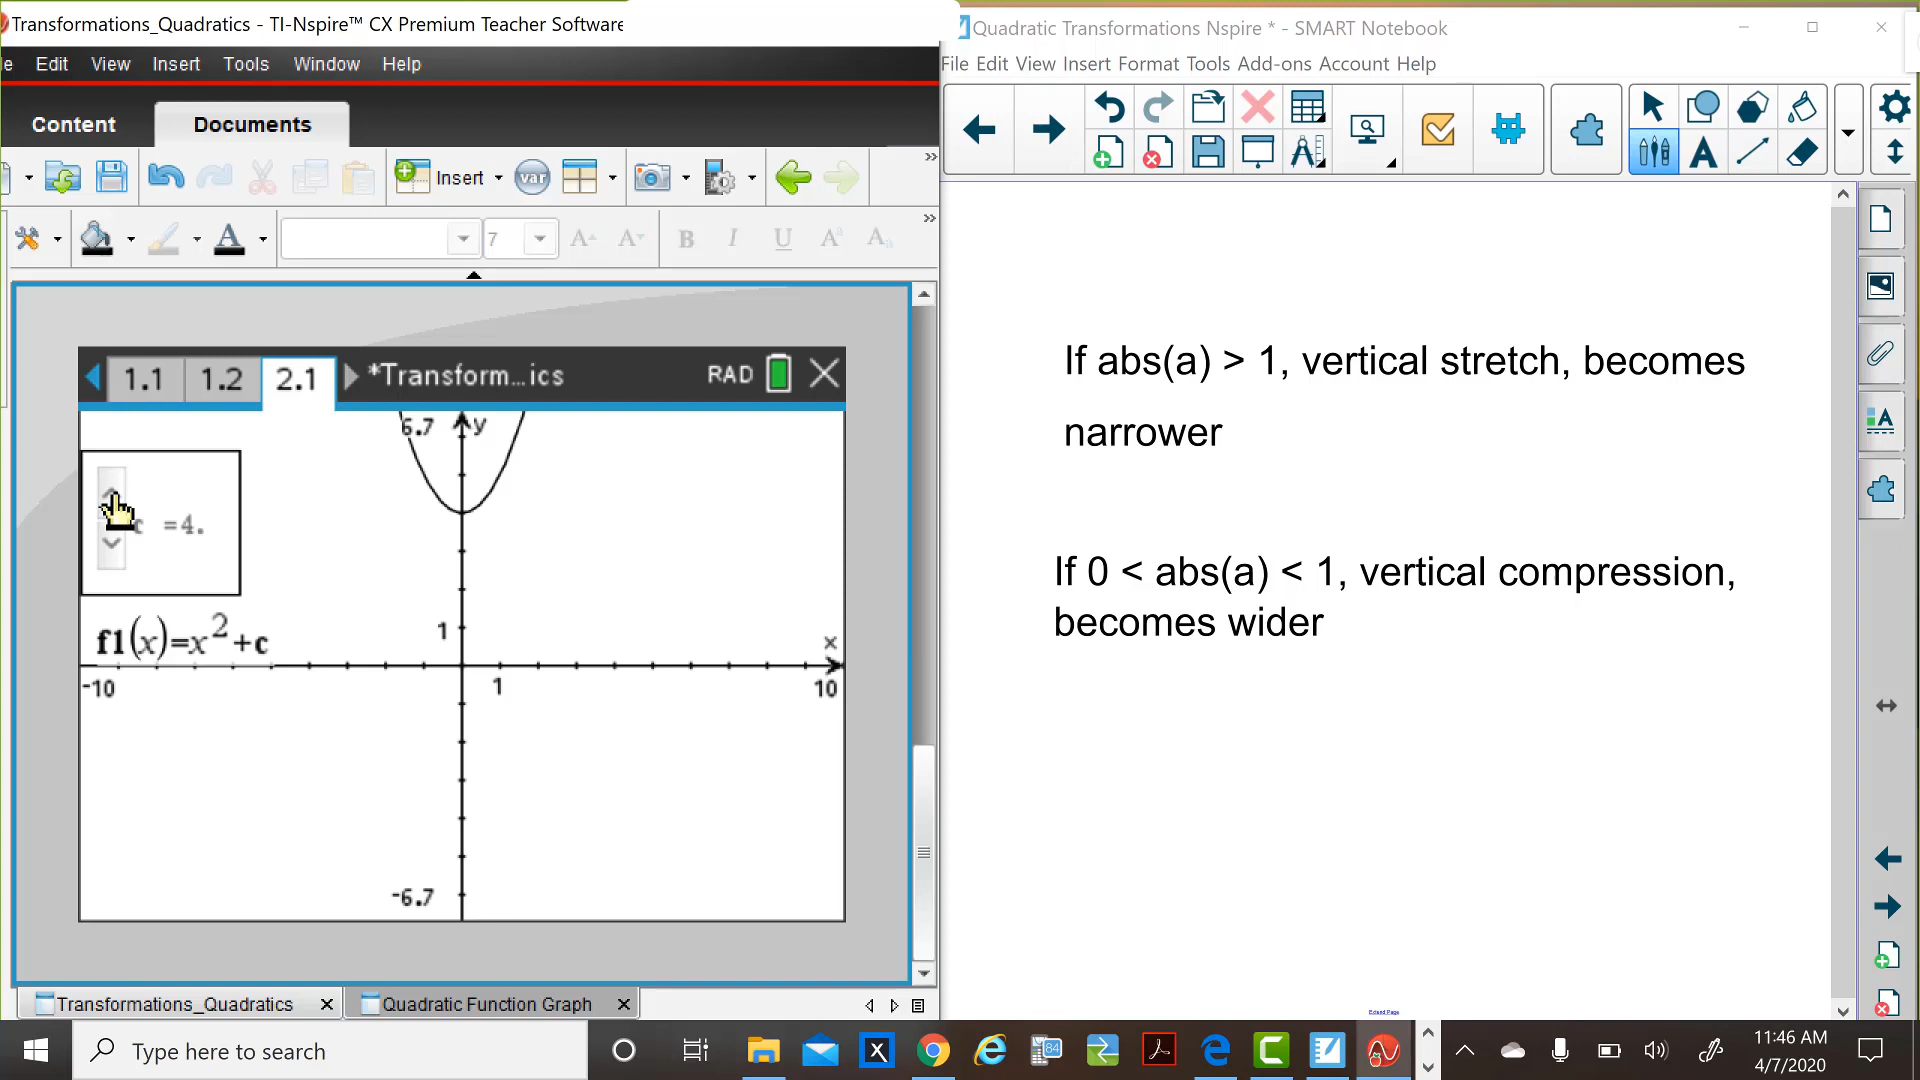 Transformations_Quadratics - TI-Nspire™ CX Premium Teacher Software
Edit View Insert Tools Window Help
Content Documents
Insert var
7 A A B I U A A
1.1 1.2 2.1 *Transform...ics RAD
6.7 y
c =4.
f1(x)=x²+c
1
x
-10 1 10
-6.7
Transformations_Quadratics Quadratic Function Graph
Quadratic Transformations Nspire * - SMART Notebook
File Edit View Insert Format Tools Add-ons Account Help
If abs(a) > 1, vertical stretch, becomes
narrower
If 0 < abs(a) < 1, vertical compression,
becomes wider
Extend Page
Type here to search
84
11:46 AM
4/7/2020